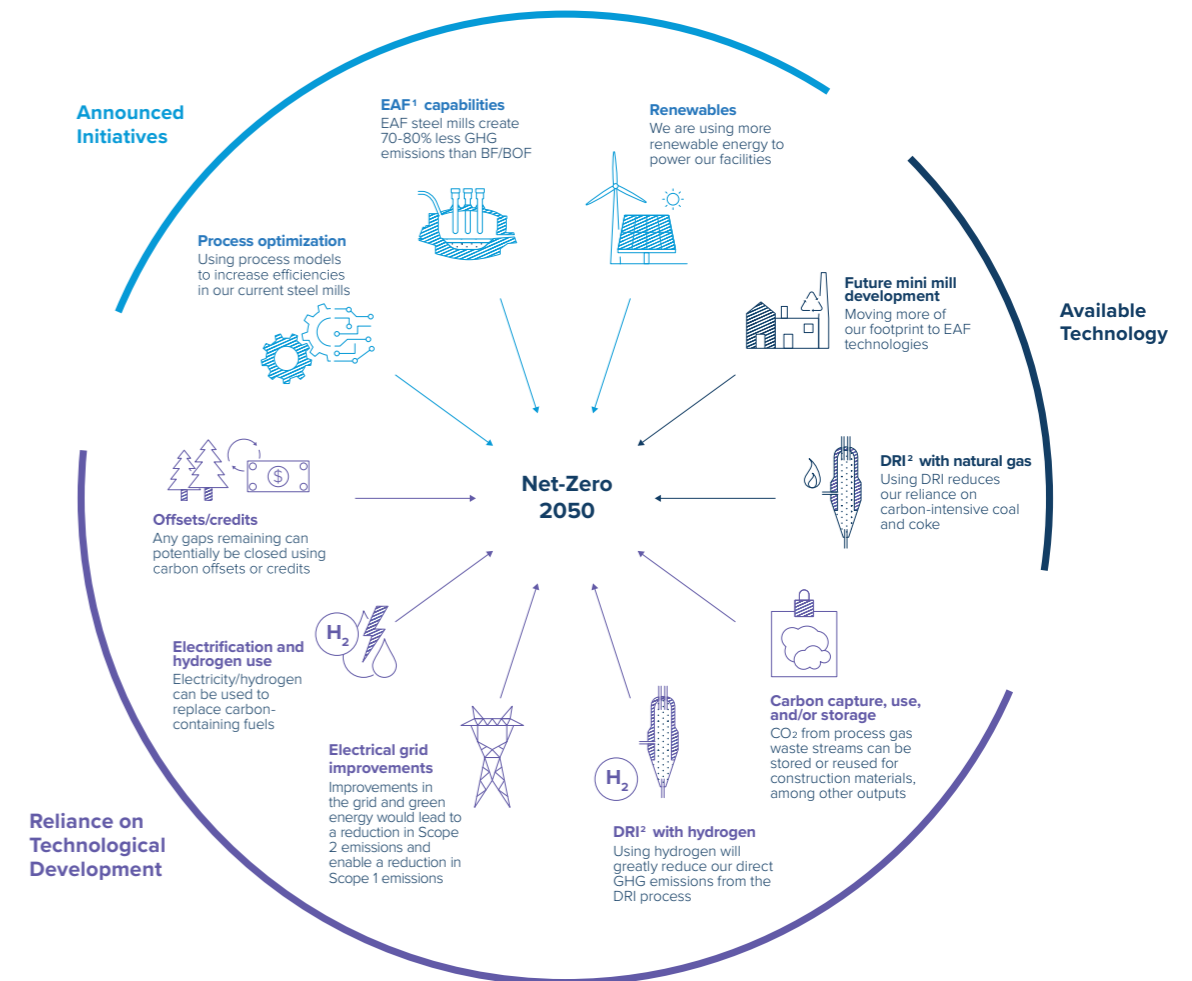 Announced
Initiatives
EAF¹ capabilities
EAF steel mills create
70-80% less GHG
emissions than BF/BOF
Renewables
We are using more
renewable energy to
power our facilities
Process optimization
Using process models
to increase efficiencies
in our current steel mills
Future mini mill
development
Moving more of
our footprint to EAF
technologies
Available
Technology
DRI² with natural gas
Using DRI reduces
our reliance on
carbon-intensive coal
and coke
Net-Zero
2050
$
Offsets/credits
Any gaps remaining can
potentially be closed using
carbon offsets or credits
H₂
Electrification and
hydrogen use
Electricity/hydrogen
can be used to
replace carbon-
containing fuels
Electrical grid
improvements
Improvements in
the grid and green
energy would lead to
a reduction in Scope
2 emissions and
enable a reduction in
Scope 1 emissions
H₂
DRI² with hydrogen
Using hydrogen will
greatly reduce our direct
GHG emissions from the
DRI process
Carbon capture, use,
and/or storage
CO₂ from process gas
waste streams can be
stored or reused for
construction materials,
among other outputs
Reliance on
Technological
Development